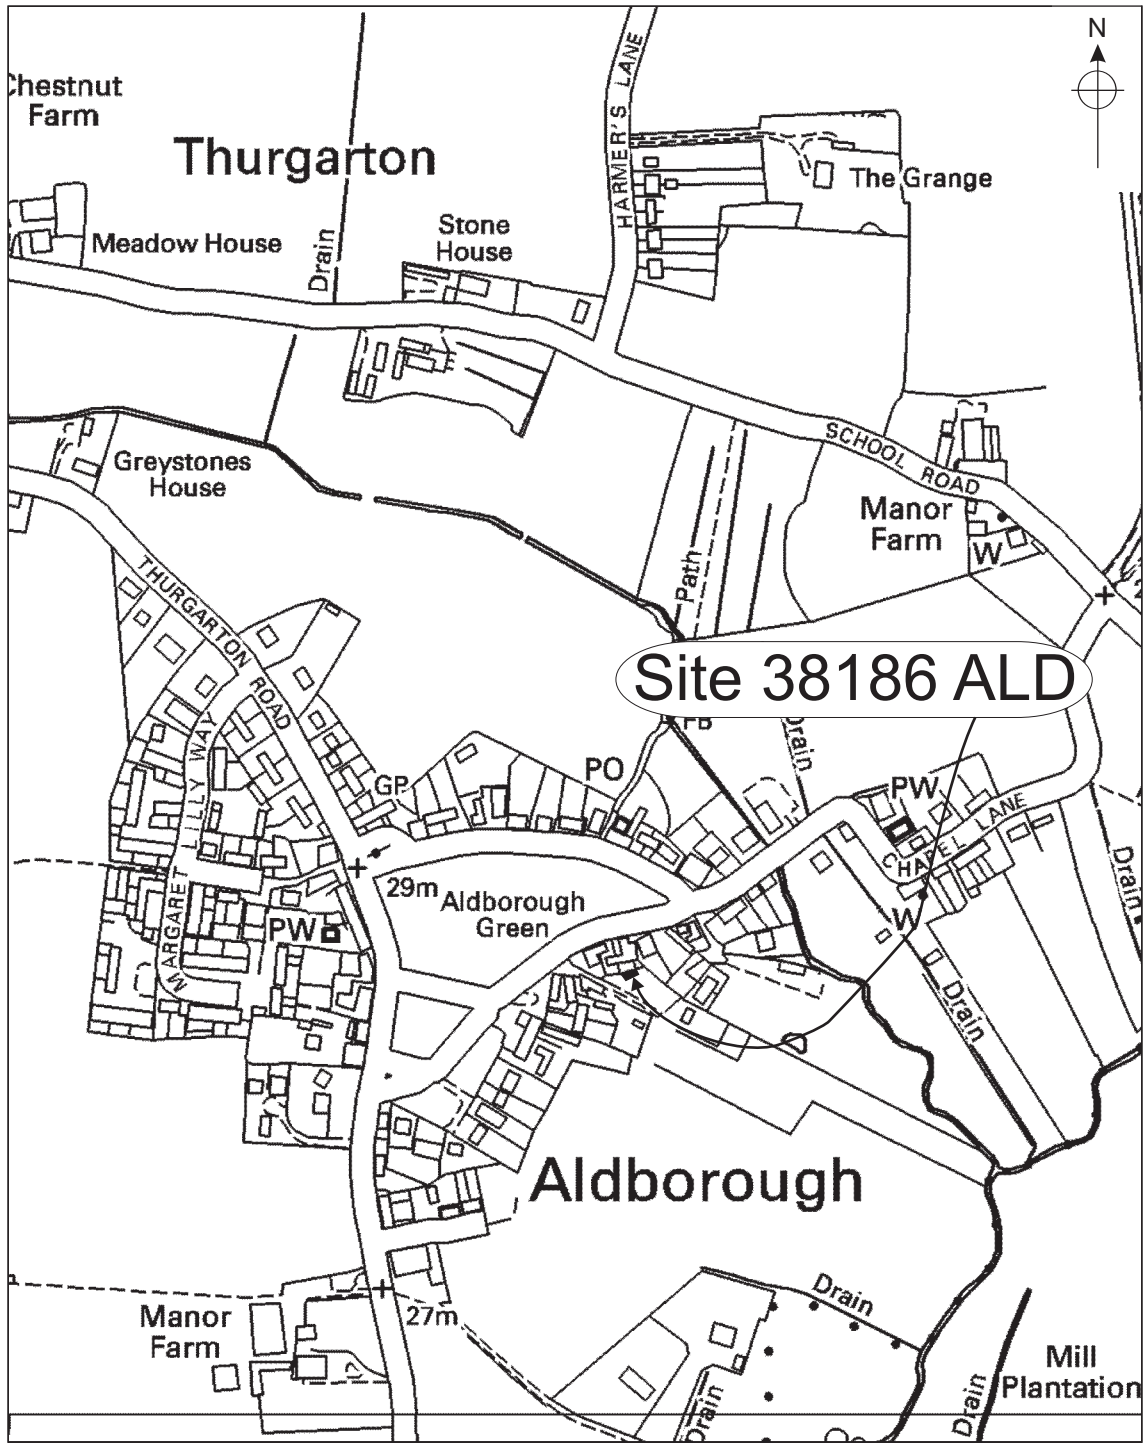 N
Chestnut
Farm
Thurgarton
HARMER'S LANE
The Grange
Meadow House
Drain
Stone
House
SCHOOL ROAD
Greystones
House
Manor
Farm
W
Path
THURGARTON ROAD
Site 38186 ALD
FB
Drain
MARGARET LILLY WAY
GP
PO
PW
CHAPEL LANE
29m
Aldborough
Green
PW
W
Drain
Drain
Aldborough
Manor
Farm
27m
Drain
Drain
Drain
Mill
Plantation